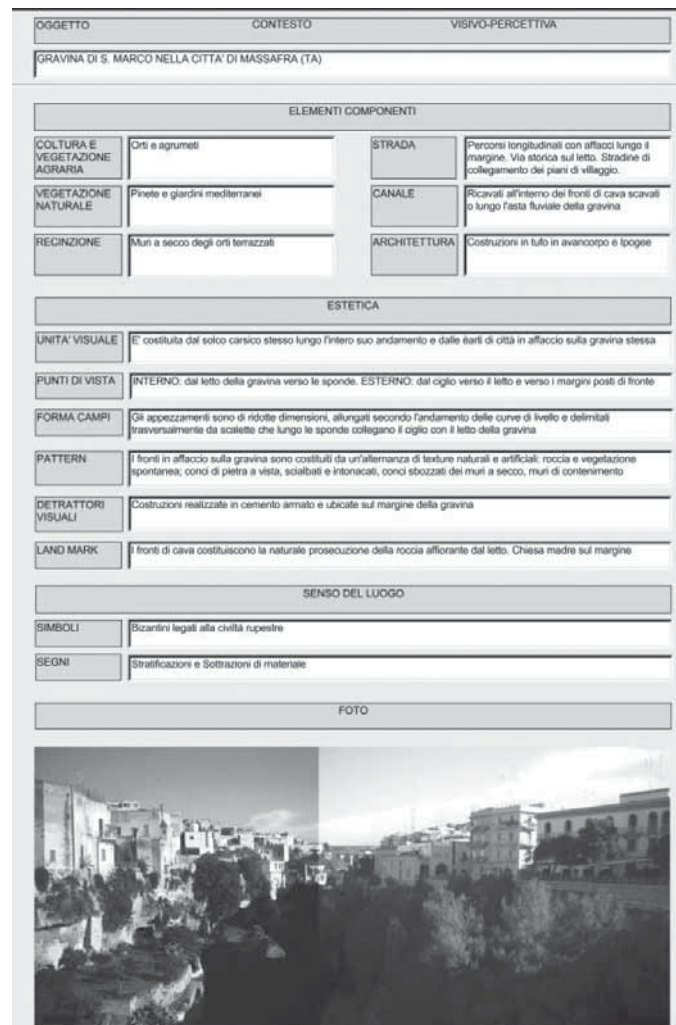 OGGETTO CONTESTO VISIVO-PERCETTIVA
GRAVINA DI S. MARCO NELLA CITTA' DI MASSAFRA (TA)
ELEMENTI COMPONENTI
COLTURA E VEGETAZIONE AGRARIA
Orti e agrumeti
STRADA
Percorsi longitudinali con affacci lungo il
margine. Via storica sul letto. Stradine di
collegamento dei piani di villaggio.
VEGETAZIONE NATURALE
Pinete e giardini mediterranei
CANALE
Ricavati all'interno dei fronti di cava scavati
o lungo l'asta fluviale della gravina
RECINZIONE
Muri a secco degli orti terrazzati
ARCHITETTURA
Costruzioni in tufo in avancorpo e Ipogee
ESTETICA
UNITA' VISUALE
E' costituita dal solco carsico stesso lungo l'intero suo andamento e dalle èarti di città in affaccio sulla gravina stessa
PUNTI DI VISTA
INTERNO: dal letto della gravina verso le sponde. ESTERNO: dal ciglio verso il letto e verso i margini posti di fronte
FORMA CAMPI
Gli appezzamenti sono di ridotte dimensioni, allungati secondo l'andamento delle curve di livello e delimitati
trasversalmente da scalette che lungo le sponde collegano il ciglio con il letto della gravina
PATTERN
I fronti in affaccio sulla gravina sono costituiti da un'alternanza di texture naturali e artificiali: roccia e vegetazione
spontanea; conci di pietra a vista, scialbati e intonacati, conci sbozzati dei muri a secco, muri di contenimento
DETRATTORI VISUALI
Costruzioni realizzate in cemento armato e ubicate sul margine della gravina
LAND MARK
I fronti di cava costituiscono la naturale prosecuzione della roccia affiorante dal letto. Chiesa madre sul margine
SENSO DEL LUOGO
SIMBOLI
Bizantini legati alla civiltà rupestre
SEGNI
Stratificazioni e Sottrazioni di materiale
FOTO